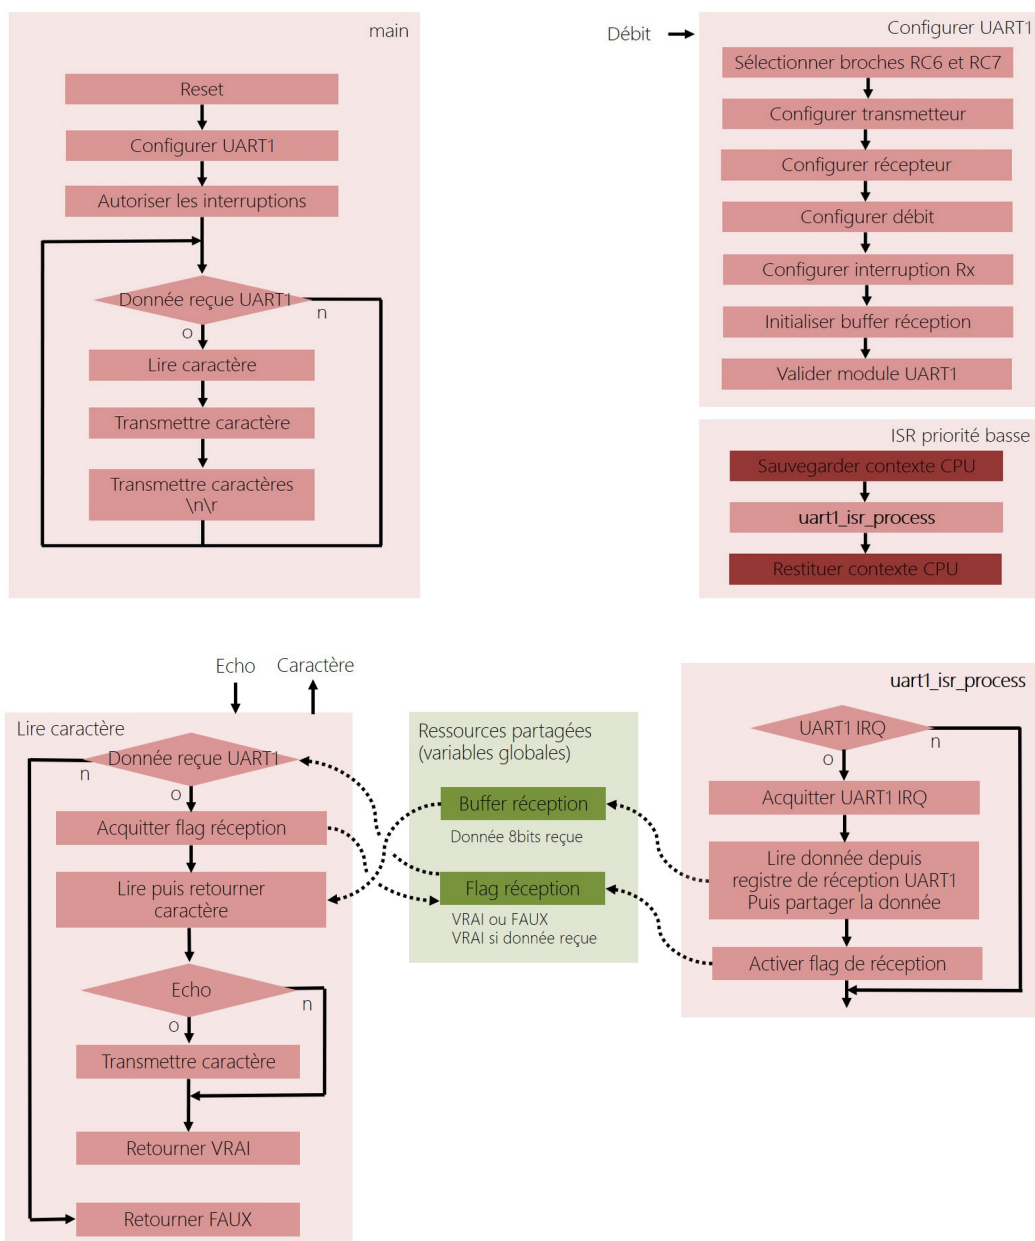 main
Reset
Configurer UART1
Autoriser les interruptions
Donnée reçue UART1
n
o
Lire caractère
Transmettre caractère
Transmettre caractères
\n\r
Débit
Configurer UART1
Sélectionner broches RC6 et RC7
Configurer transmetteur
Configurer récepteur
Configurer débit
Configurer interruption Rx
Initialiser buffer réception
Valider module UART1
ISR priorité basse
Sauvegarder contexte CPU
uart1_isr_process
Restituer contexte CPU
Echo
Caractère
Lire caractère
Donnée reçue UART1
n
o
Acquitter flag réception
Lire puis retourner
caractère
Echo
n
o
Transmettre caractère
Retourner VRAI
Retourner FAUX
Ressources partagées
(variables globales)
Buffer réception
Donnée 8bits reçue
Flag réception
VRAI ou FAUX
VRAI si donnée reçue
uart1_isr_process
UART1 IRQ
n
o
Acquitter UART1 IRQ
Lire donnée depuis
registre de réception UART1
Puis partager la donnée
Activer flag de réception